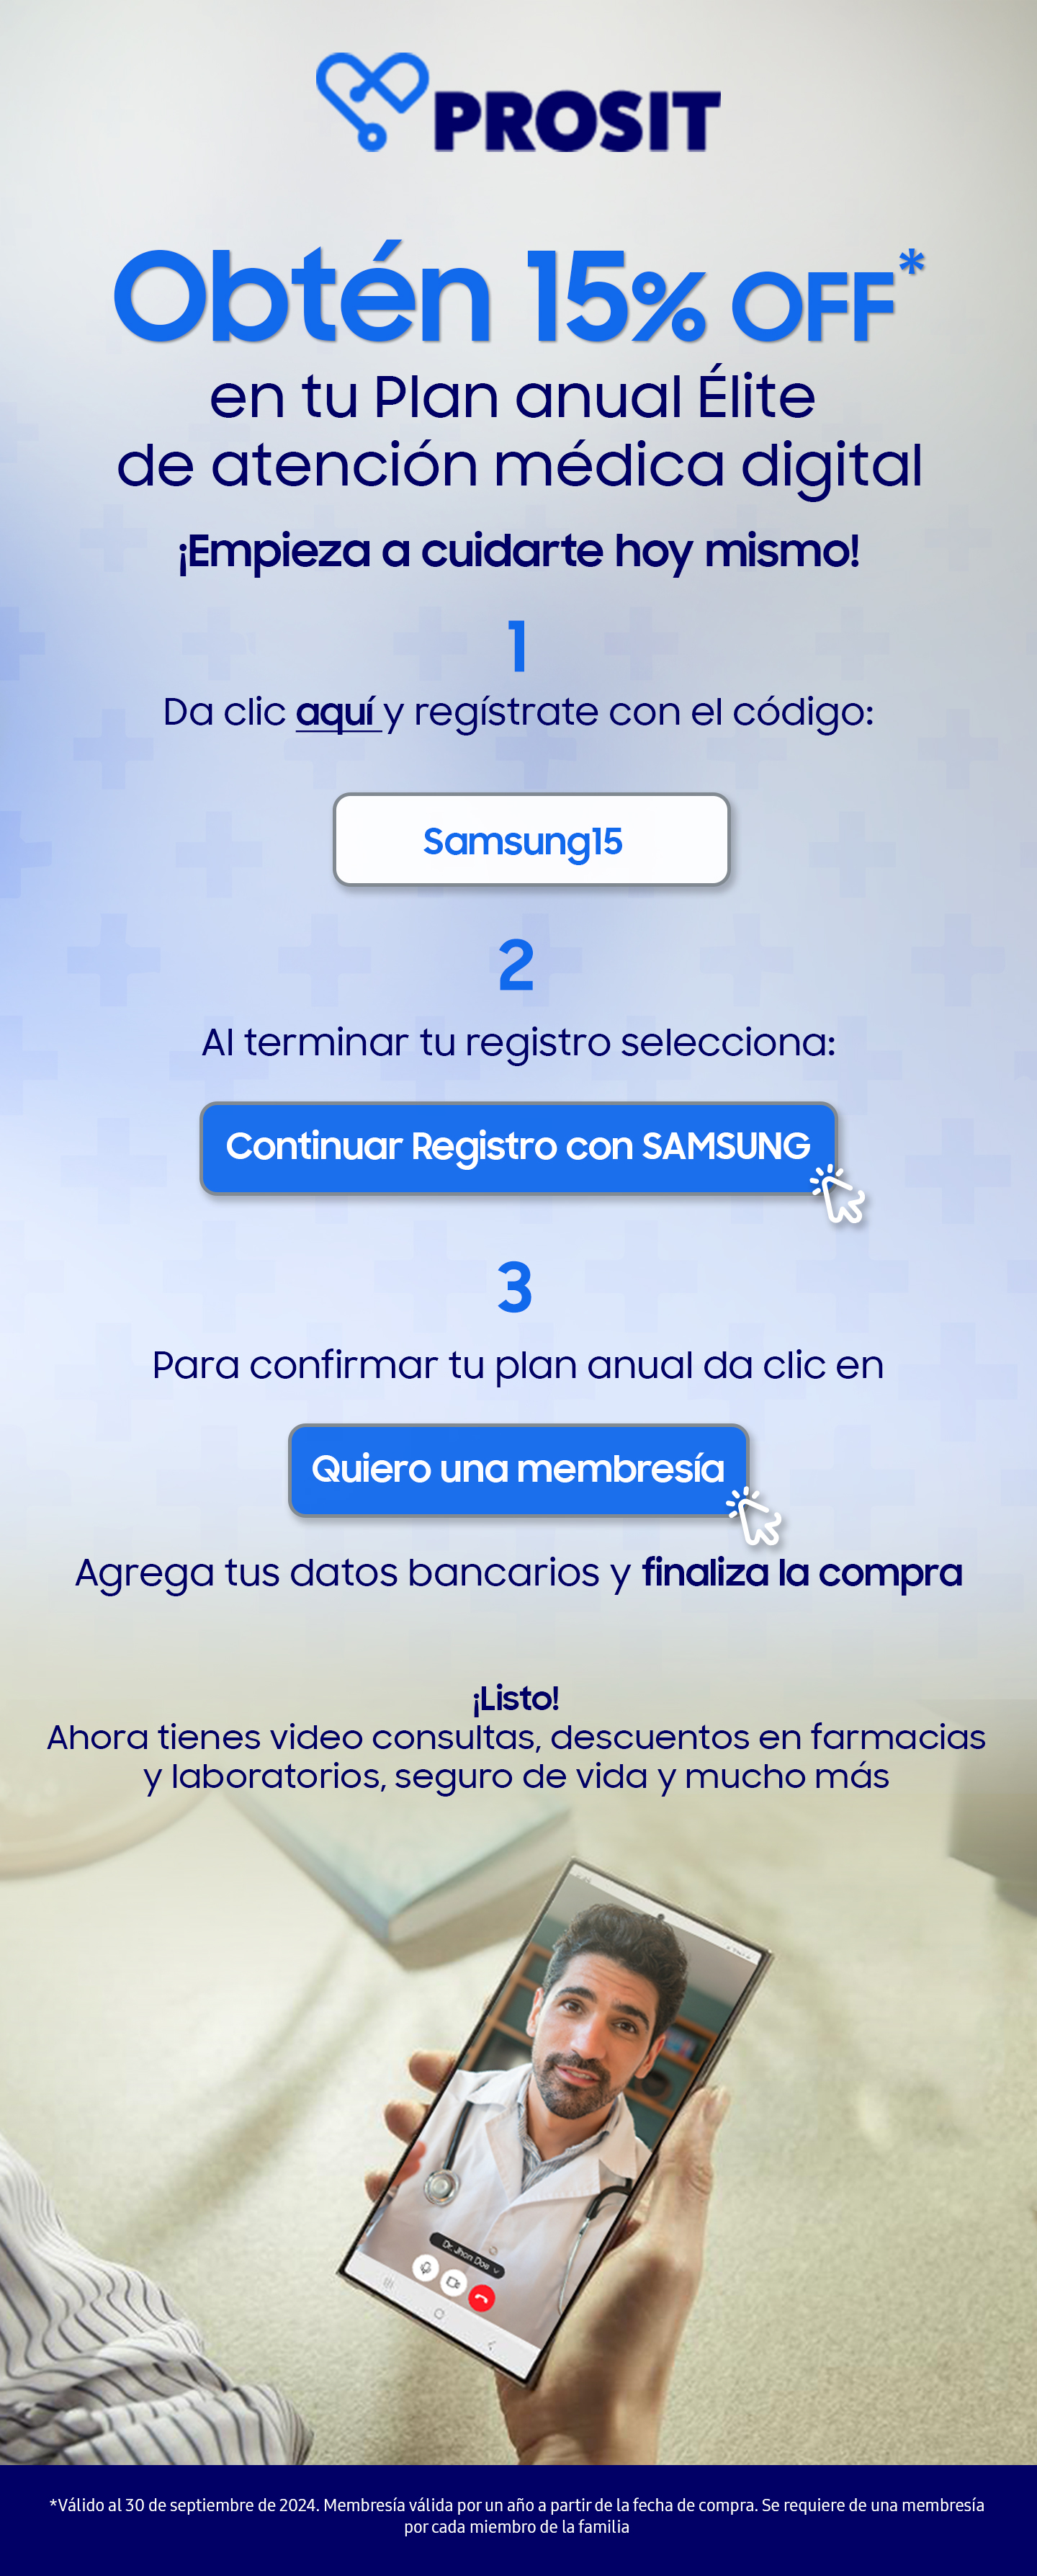 PROSIT
Obtén 15% OFF*
en tu Plan anual Élite
de atención médica digital
¡Empieza a cuidarte hoy mismo!
1
Da clic aquí y regístrate con el código:
Samsung15
2
Al terminar tu registro selecciona:
Continuar Registro con SAMSUNG
3
Para confirmar tu plan anual da clic en
Quiero una membresía
Agrega tus datos bancarios y finaliza la compra
¡Listo!
Ahora tienes video consultas, descuentos en farmacias
y laboratorios, seguro de vida y mucho más
Dr. Jhon Doe
*Válido al 30 de septiembre de 2024. Membresía válida por un año a partir de la fecha de compra. Se requiere de una membresía
por cada miembro de la familia